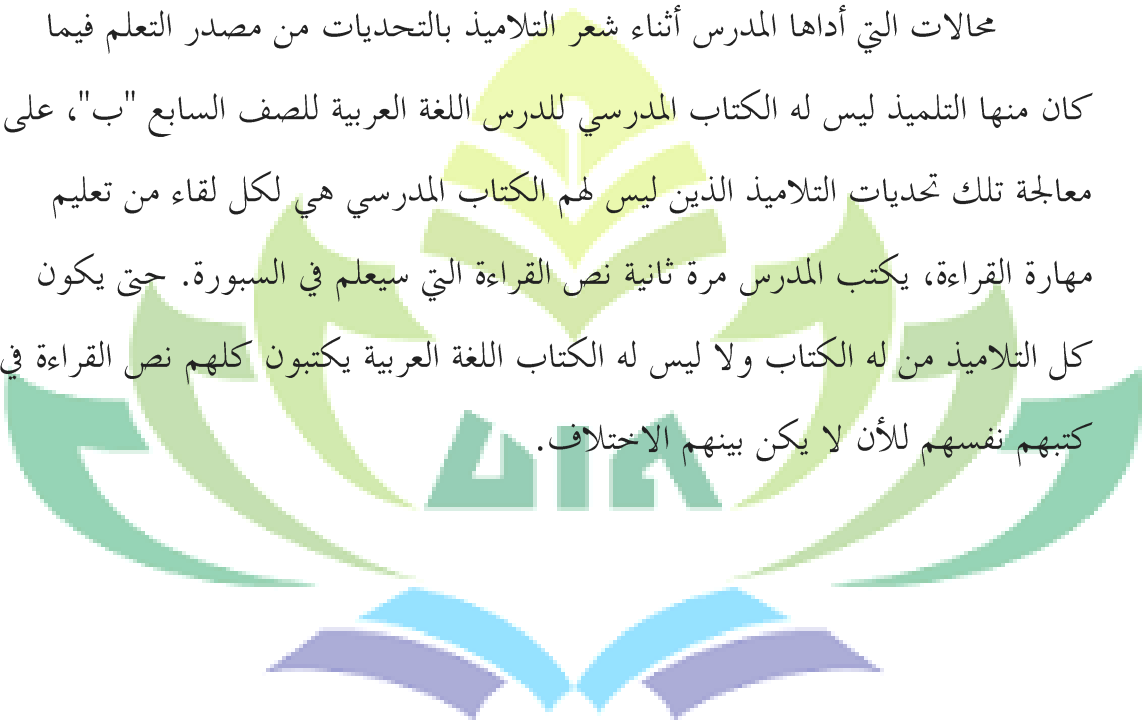 محالات التي أداها المدرس أثناء شعر التلاميذ بالتحديات من مصدر التعلم فيما
كان منها التلميذ ليس له الكتاب المدرسي للدرس اللغة العربية للصف السابع "ب"، على
معالجة تلك تحديات التلاميذ الذين ليس لهم الكتاب المدرسي هي لكل لقاء من تعليم
مهارة القراءة، يكتب المدرس مرة ثانية نص القراءة التي سيعلم في السبورة. حتى يكون
كل التلاميذ من له الكتاب ولا ليس له الكتاب اللغة العربية يكتبون كلهم نص القراءة في
كتبهم نفسهم للأن لا يكن بينهم الاختلاف.